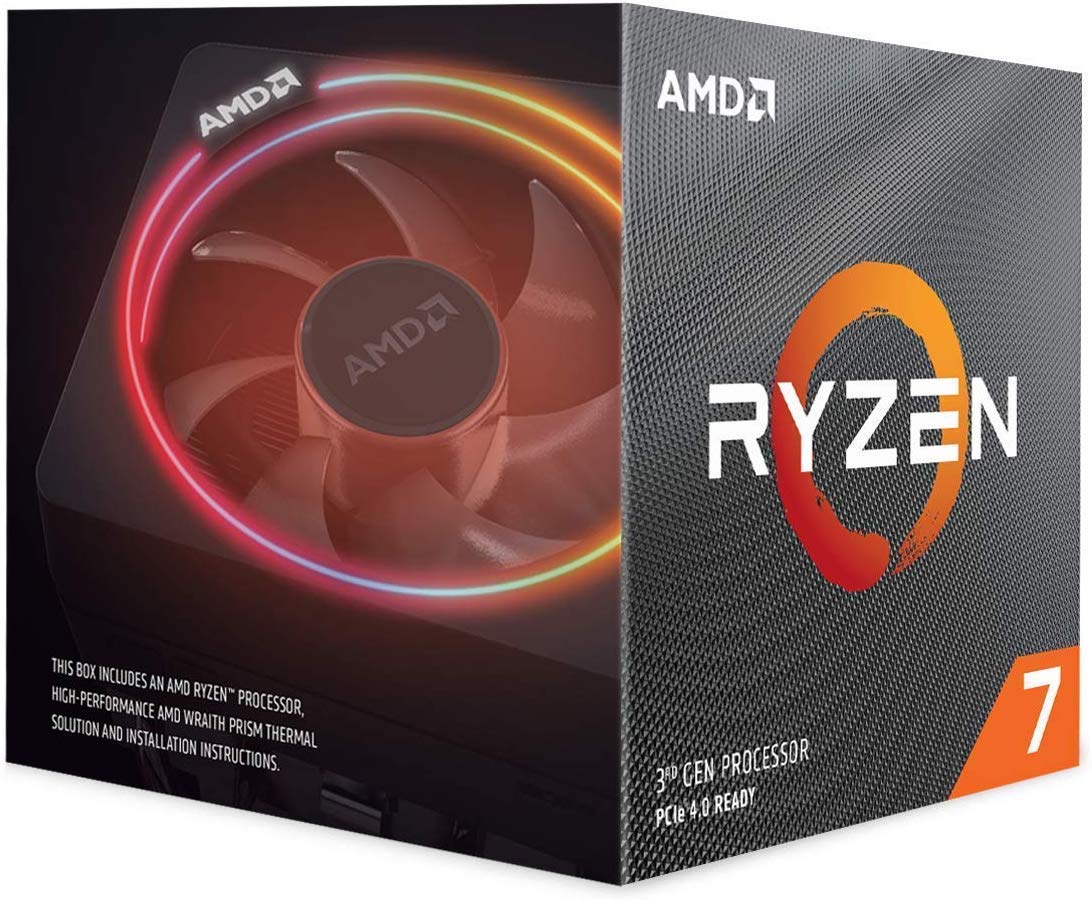 AMD
AMD
THIS BOX INCLUDES AN AMD RYZEN™ PROCESSOR,
HIGH-PERFORMANCE AMD WRAITH PRISM THERMAL
SOLUTION AND INSTALLATION INSTRUCTIONS.
AMD
RYZEN
7
3RD GEN PROCESSOR
PCIe 4.0 READY